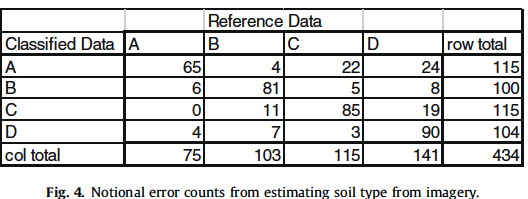 Reference Data
Classified Data A B C D row total
A 65 4 22 24 115
B 6 81 5 8 100
C 0 11 85 19 115
D 4 7 3 90 104
col total 75 103 115 141 434
Fig. 4. Notional error counts from estimating soil type from imagery.